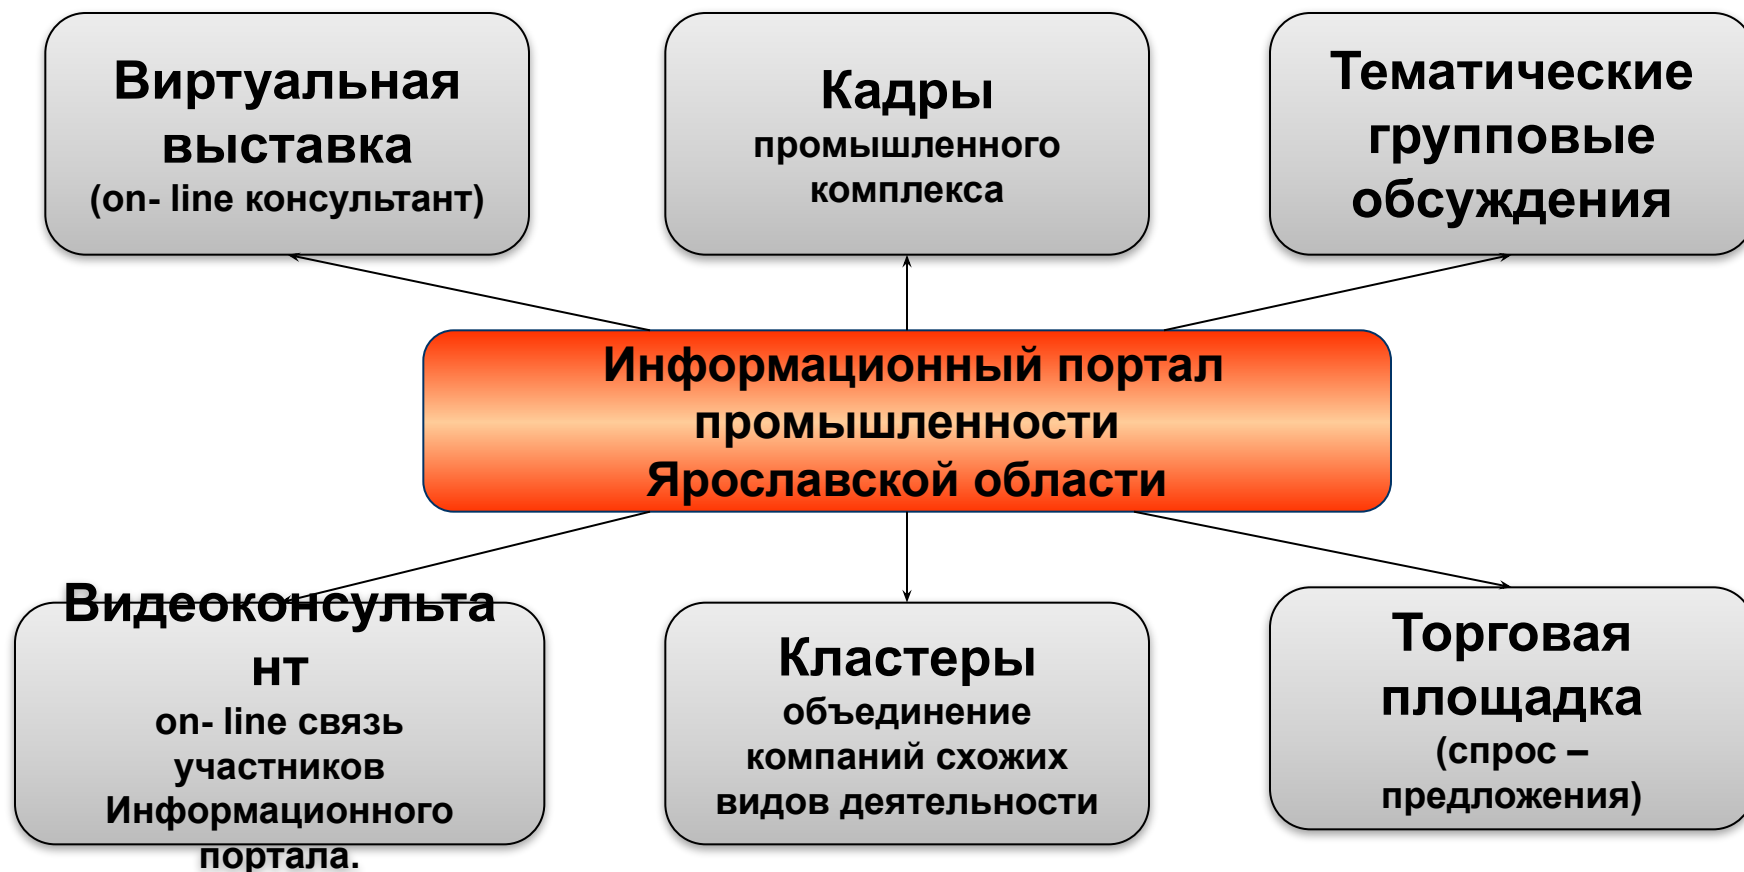 Виртуальная
выставка
(on- line консультант)
Кадры
промышленного
комплекса
Тематические
групповые
обсуждения
Информационный портал
промышленности
Ярославской области
Видеоконсульта
нт
on- line связь
участников
Информационного
портала.
Кластеры
объединение
компаний схожих
видов деятельности
Торговая
площадка
(спрос –
предложения)